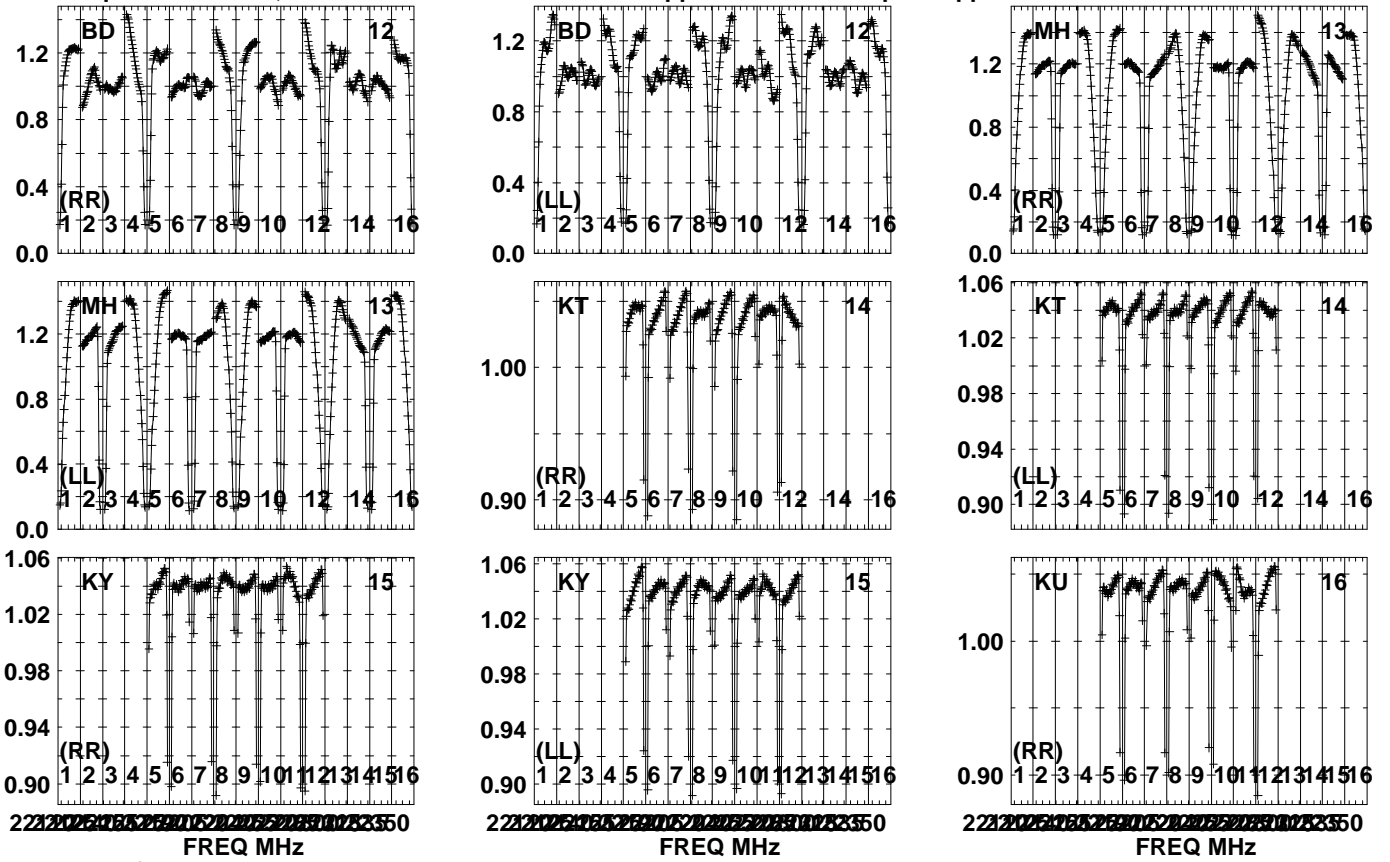 BD 12
1.2
0.8
0.4
0.0
(RR)
1 2 3 4 5 6 7 8 9 10 12 14 16
BD 12
1.2
0.8
0.4
0.0
(LL)
1 2 3 4 5 6 7 8 9 10 12 14 16
MH 13
1.2
0.8
0.4
0.0
(RR)
1 2 3 4 5 6 7 8 9 10 12 14 16
MH 13
1.2
0.8
0.4
0.0
(LL)
1 2 3 4 5 6 7 8 9 10 12 14 16
KT 14
1.00
0.90
(RR)
1 2 3 4 5 6 7 8 9 10 12 14 16
1.06
KT 14
1.02
0.98
0.94
0.90
(LL)
1 2 3 4 5 6 7 8 9 10 12 14 16
1.06
KY 15
1.02
0.98
0.94
0.90
(RR)
1 2 3 4 5 6 7 8 9 10 11 12 13 14 15 16
FREQ MHz
1.06
KY 15
1.02
0.98
0.94
0.90
(LL)
1 2 3 4 5 6 7 8 9 10 11 12 13 14 15 16
FREQ MHz
KU 16
1.00
0.90
(RR)
1 2 3 4 5 6 7 8 9 10 11 12 13 14 15 16
FREQ MHz